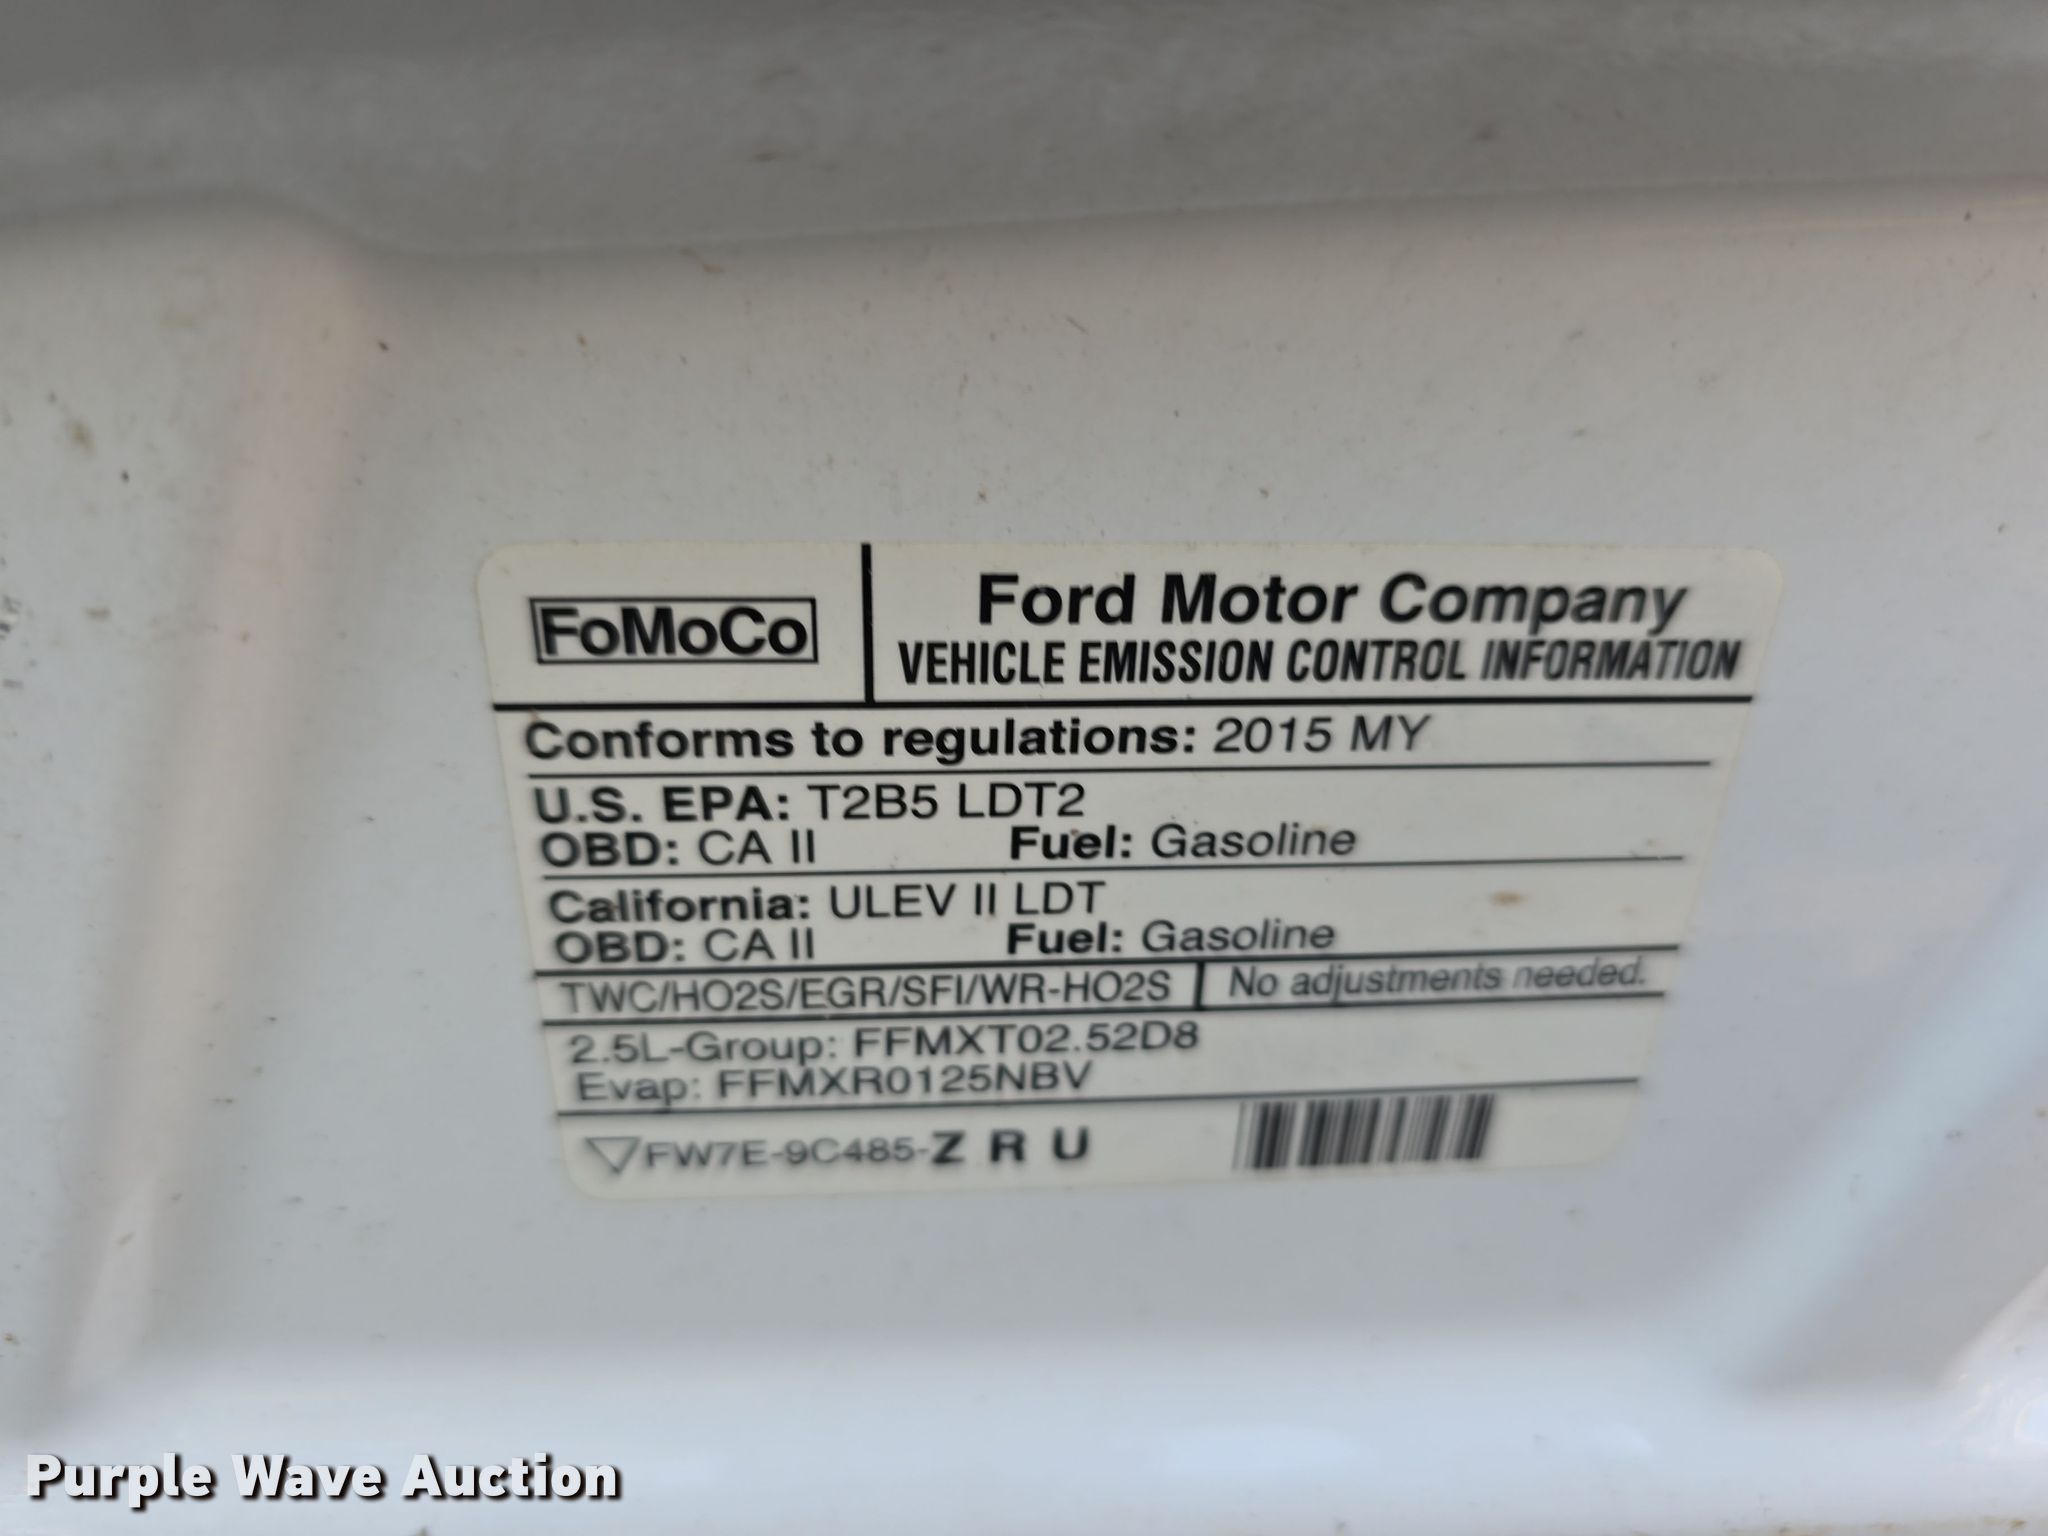 FoMoCo
Ford Motor Company
VEHICLE EMISSION CONTROL INFORMATION
Conforms to regulations: 2015 MY
U.S. EPA: T2B5 LDT2
OBD: CA II Fuel: Gasoline
California: ULEV II LDT
OBD: CA II Fuel: Gasoline
TWC/HO2S/EGR/SFI/WR-HO2S No adjustments needed.
2.5L-Group: FFMXT02.52D8
Evap: FFMXR0125NBV
FW7E-9C485-Z R U
Purple Wave Auction